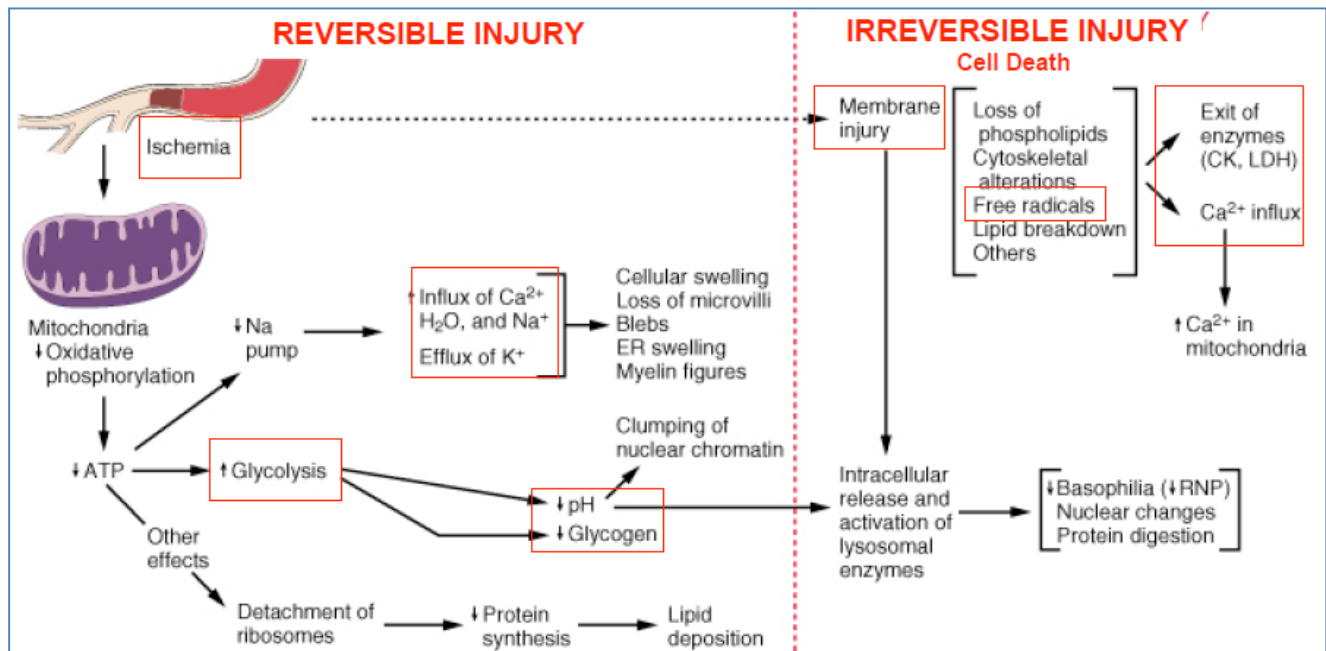 REVERSIBLE INJURY
IRREVERSIBLE INJURY
Cell Death
Ischemia
Mitochondria
↓Oxidative
phosphorylation
↓ATP
↓Na
pump
↑Influx of Ca²⁺
H₂O, and Na⁺
Efflux of K⁺
Cellular swelling
Loss of microvilli
Blebs
ER swelling
Myelin figures
↑Glycolysis
↓pH
↓Glycogen
Clumping of
nuclear chromatin
Other
effects
Detachment of
ribosomes
↓Protein
synthesis
Lipid
deposition
Membrane
injury
Loss of
phospholipids
Cytoskeletal
alterations
Free radicals
Lipid breakdown
Others
Exit of
enzymes
(CK, LDH)
Ca²⁺ influx
↑Ca²⁺ in
mitochondria
Intracellular
release and
activation of
lysosomal
enzymes
↓Basophilia (↓RNP)
Nuclear changes
Protein digestion